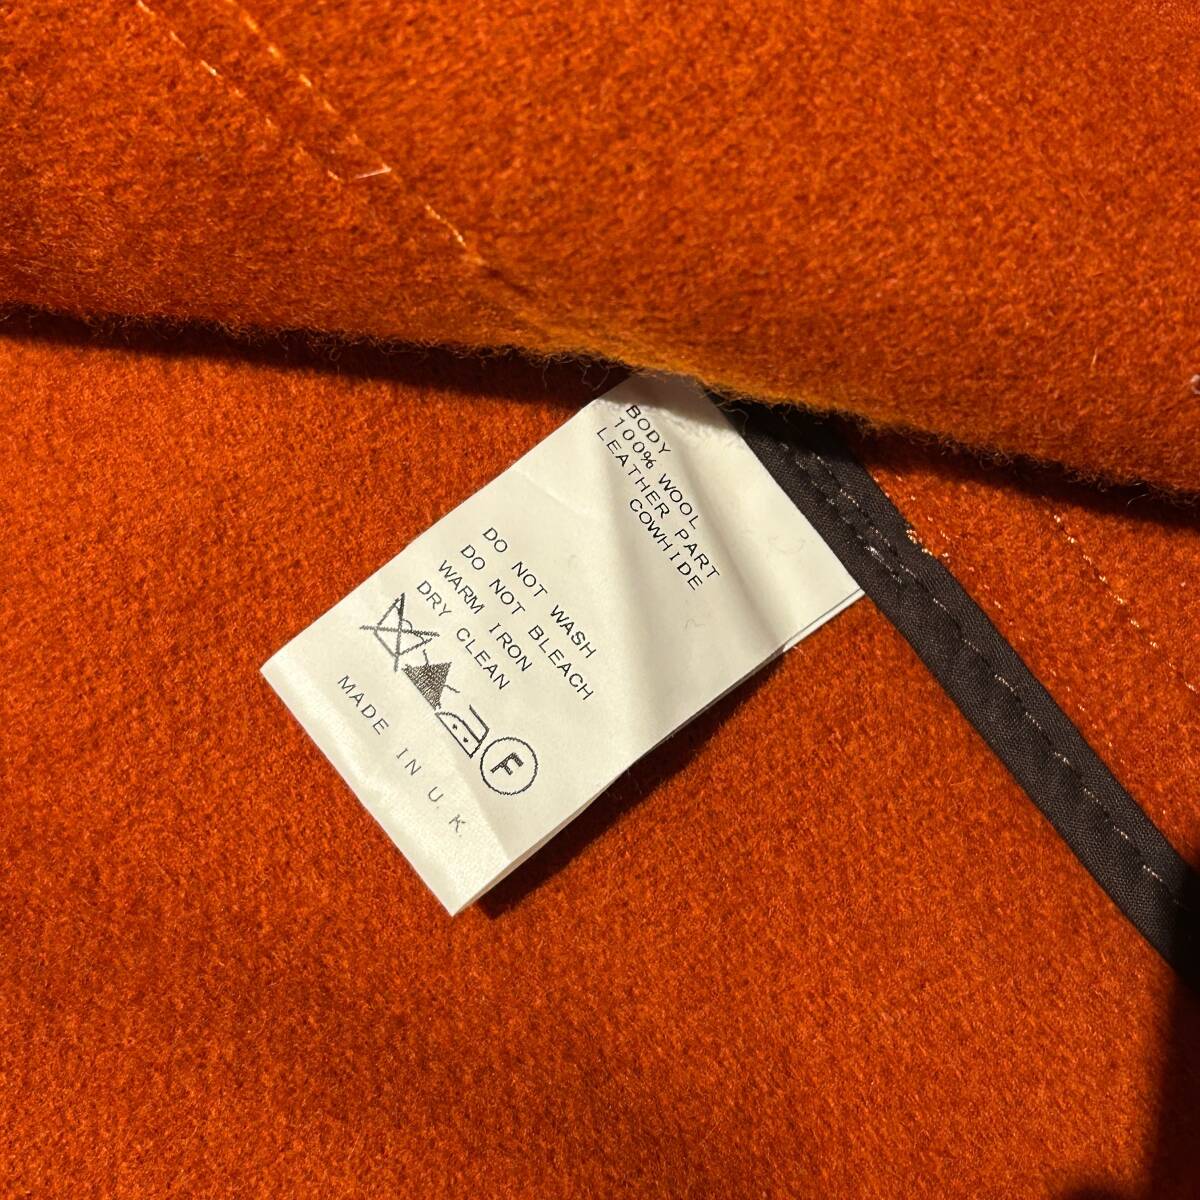 BODY
100% WOOL
LEATHER PART
COWHIDE
DO NOT WASH
DO NOT BLEACH
WARM IRON
DRY CLEAN
F
MADE IN U.K.